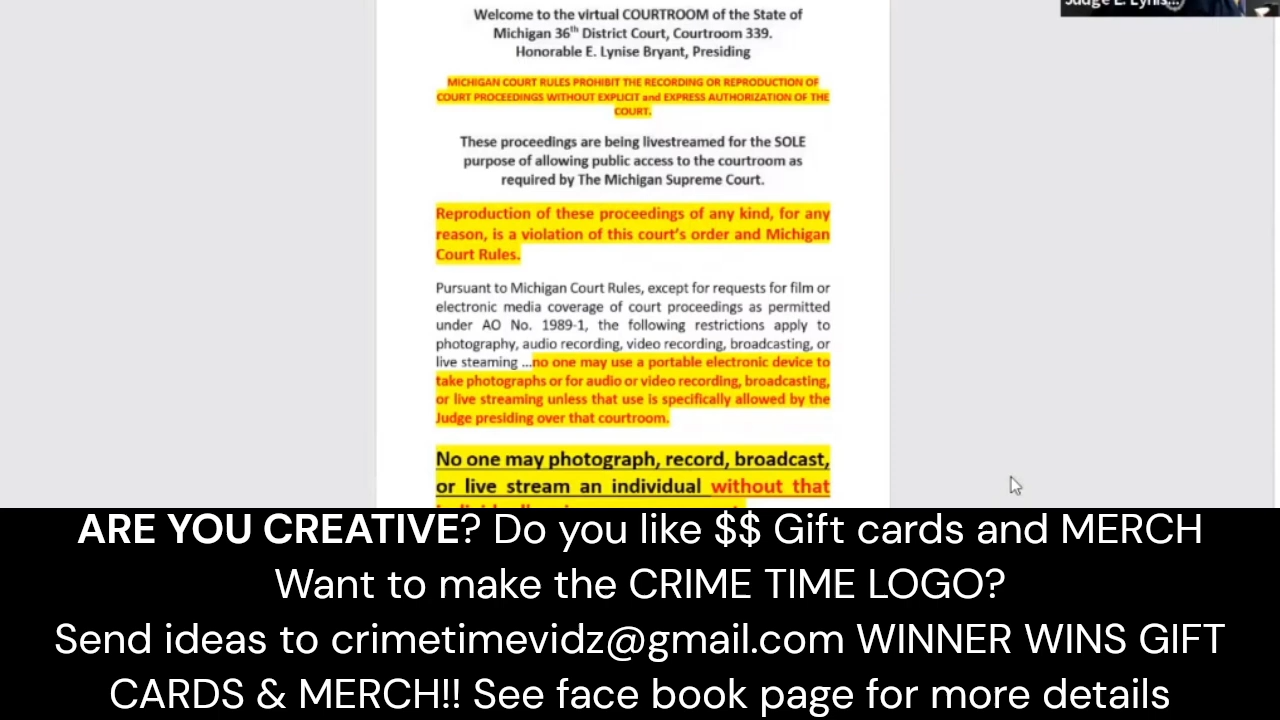 Judge E. Lynis...
Welcome to the virtual COURTROOM of the State of
Michigan 36th District Court, Courtroom 339.
Honorable E. Lynise Bryant, Presiding
MICHIGAN COURT RULES PROHIBIT THE RECORDING OR REPRODUCTION OF
COURT PROCEEDINGS WITHOUT EXPLICIT and EXPRESS AUTHORIZATION OF THE
COURT.
These proceedings are being livestreamed for the SOLE
purpose of allowing public access to the courtroom as
required by The Michigan Supreme Court.
Reproduction of these proceedings of any kind, for any
reason, is a violation of this court's order and Michigan
Court Rules.
Pursuant to Michigan Court Rules, except for requests for film or
electronic media coverage of court proceedings as permitted
under AO No. 1989-1, the following restrictions apply to
photography, audio recording, video recording, broadcasting, or
live steaming ...no one may use a portable electronic device to
take photographs or for audio or video recording, broadcasting,
or live streaming unless that use is specifically allowed by the
Judge presiding over that courtroom.
No one may photograph, record, broadcast,
or live stream an individual without that
ARE YOU CREATIVE? Do you like $$ Gift cards and MERCH
Want to make the CRIME TIME LOGO?
Send ideas to crimetimevidz@gmail.com WINNER WINS GIFT
CARDS & MERCH!! See face book page for more details